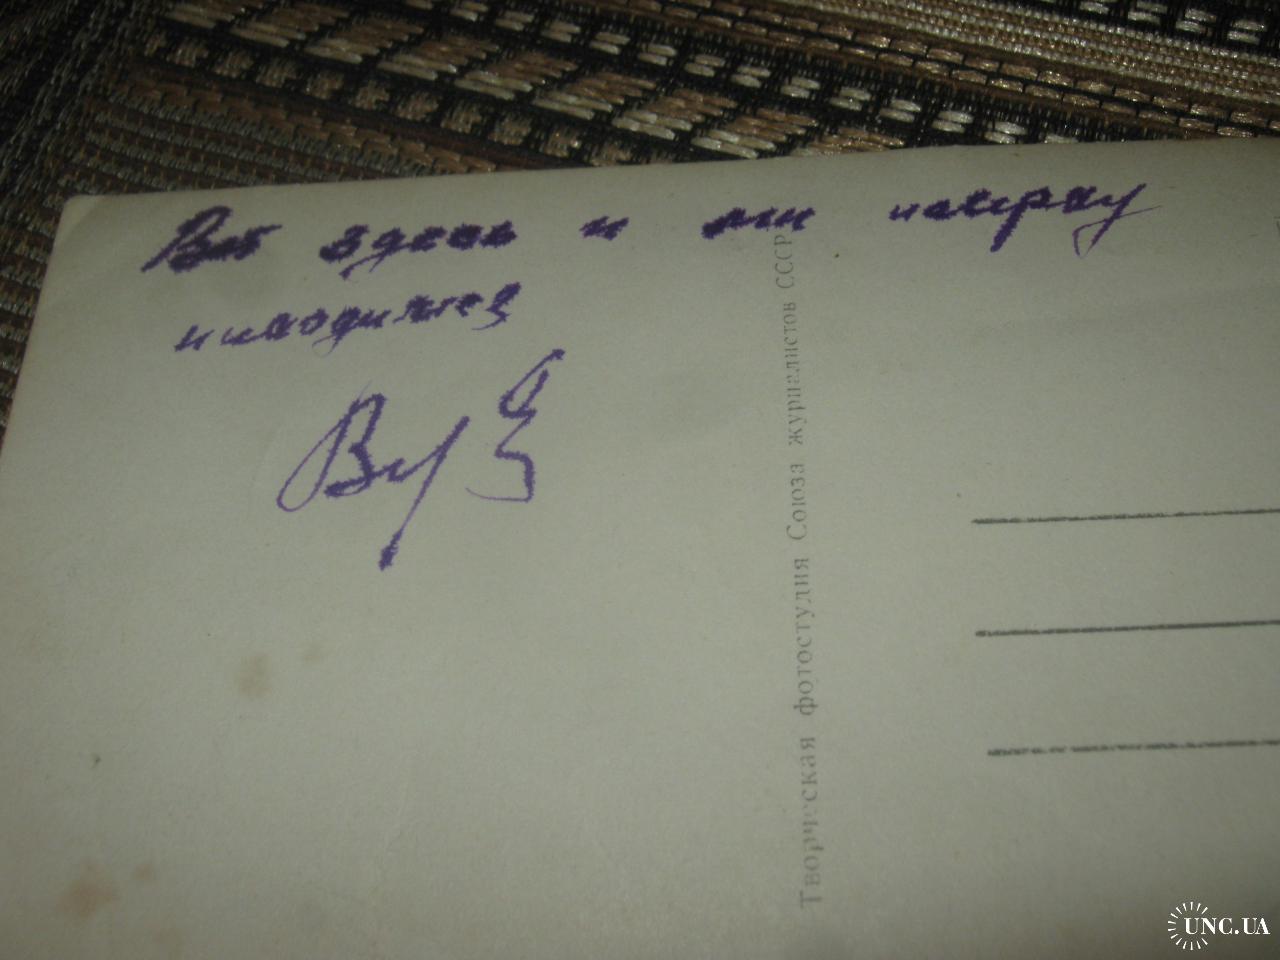 Вот здесь и мы
находимся
Творческая фотостудия Союза журналистов СССР
UNC.UA